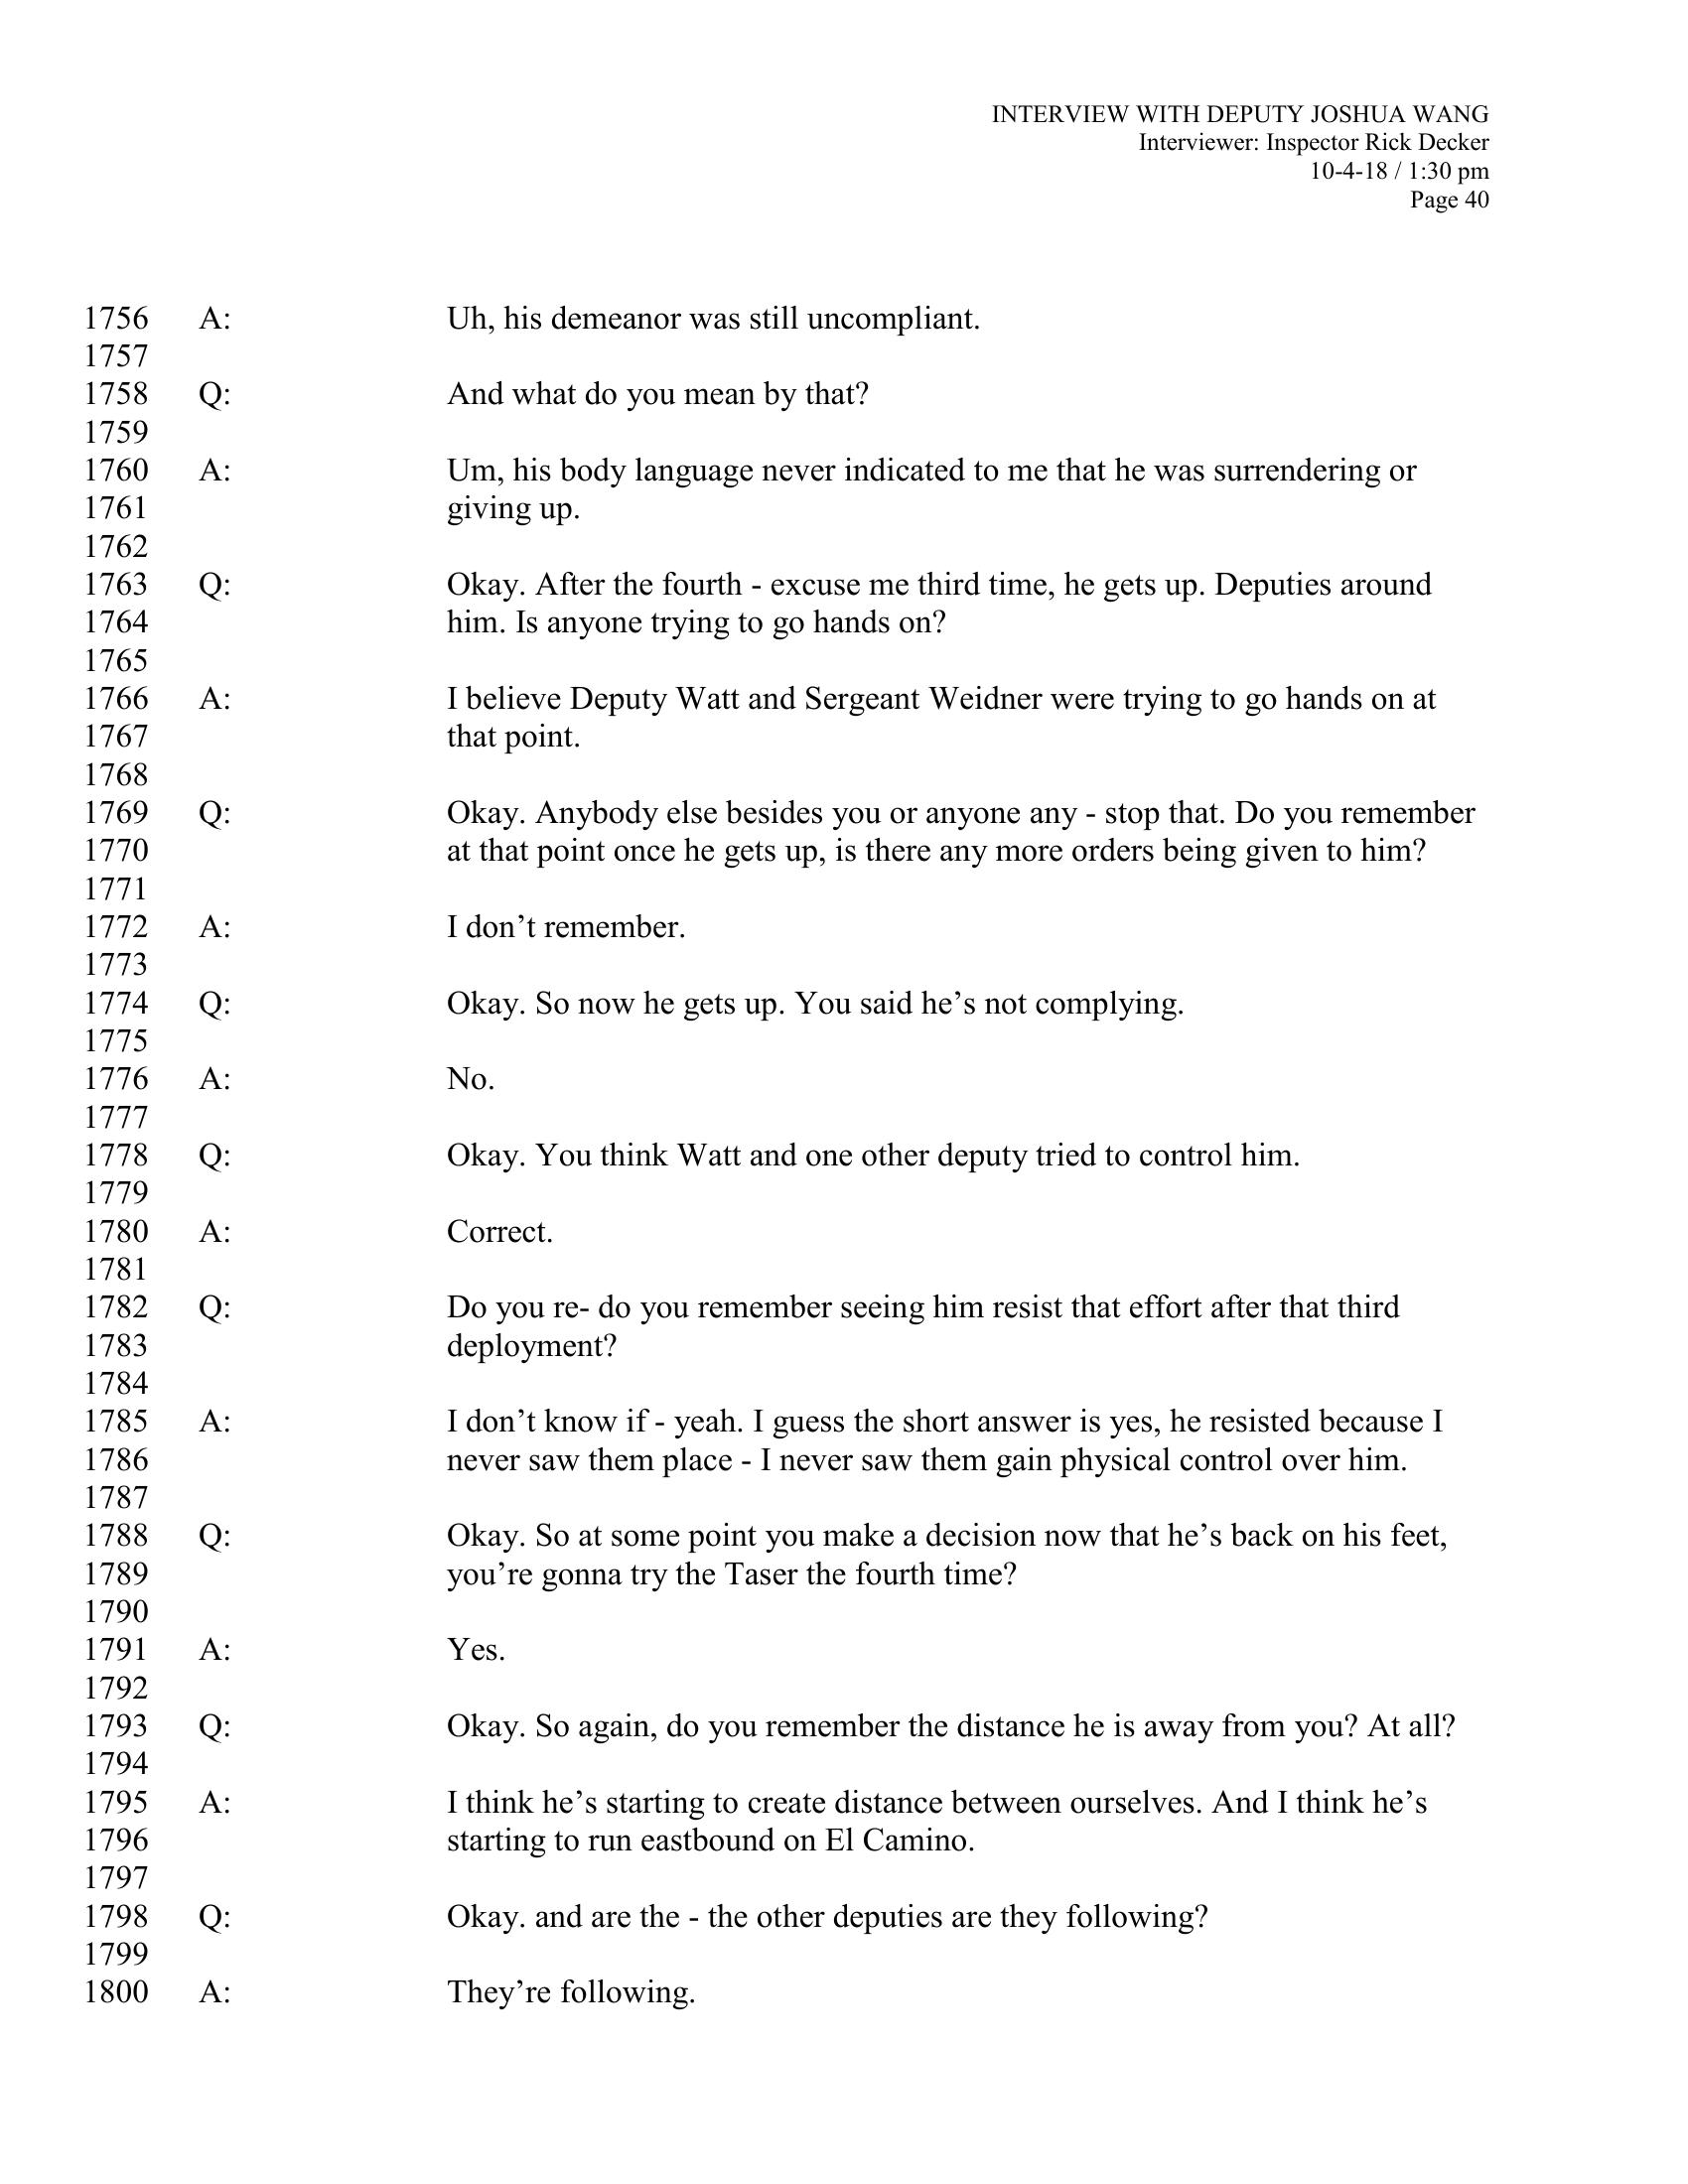 INTERVIEW WITH DEPUTY JOSHUA WANG
Interviewer: Inspector Rick Decker
10-4-18 / 1:30 pm
Page 40
1756 A: Uh, his demeanor was still uncompliant.
1757
1758 Q: And what do you mean by that?
1759
1760 A: Um, his body language never indicated to me that he was surrendering or
1761 giving up.
1762
1763 Q: Okay. After the fourth - excuse me third time, he gets up. Deputies around
1764 him. Is anyone trying to go hands on?
1765
1766 A: I believe Deputy Watt and Sergeant Weidner were trying to go hands on at
1767 that point.
1768
1769 Q: Okay. Anybody else besides you or anyone any - stop that. Do you remember
1770 at that point once he gets up, is there any more orders being given to him?
1771
1772 A: I don’t remember.
1773
1774 Q: Okay. So now he gets up. You said he’s not complying.
1775
1776 A: No.
1777
1778 Q: Okay. You think Watt and one other deputy tried to control him.
1779
1780 A: Correct.
1781
1782 Q: Do you re- do you remember seeing him resist that effort after that third
1783 deployment?
1784
1785 A: I don’t know if - yeah. I guess the short answer is yes, he resisted because I
1786 never saw them place - I never saw them gain physical control over him.
1787
1788 Q: Okay. So at some point you make a decision now that he’s back on his feet,
1789 you’re gonna try the Taser the fourth time?
1790
1791 A: Yes.
1792
1793 Q: Okay. So again, do you remember the distance he is away from you? At all?
1794
1795 A: I think he’s starting to create distance between ourselves. And I think he’s
1796 starting to run eastbound on El Camino.
1797
1798 Q: Okay. and are the - the other deputies are they following?
1799
1800 A: They’re following.